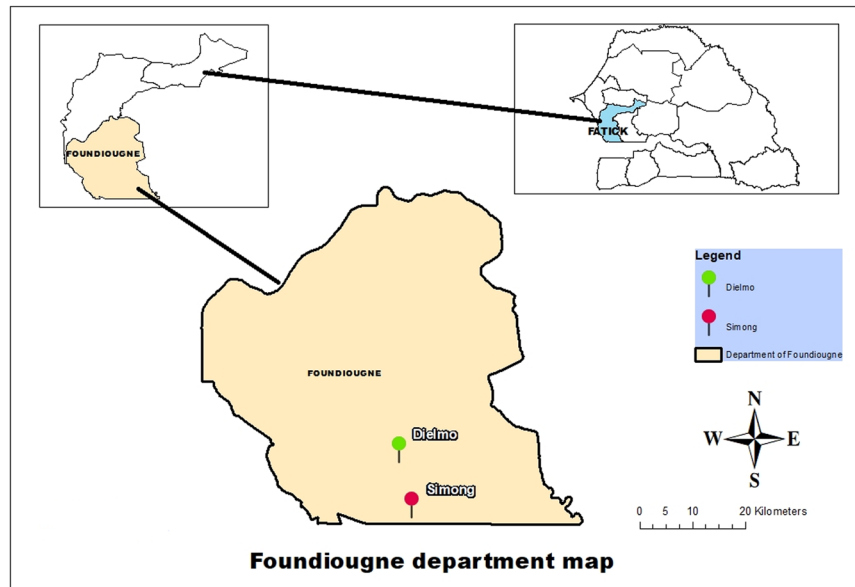 FOUNDIOUGNE
FATICK
Legend
Dielmo
Simong
Department of Foundiougne
FOUNDIOUGNE
Dielmo
Simong
N
W E
S
0 5 10 20 Kilometers
Foundiougne department map